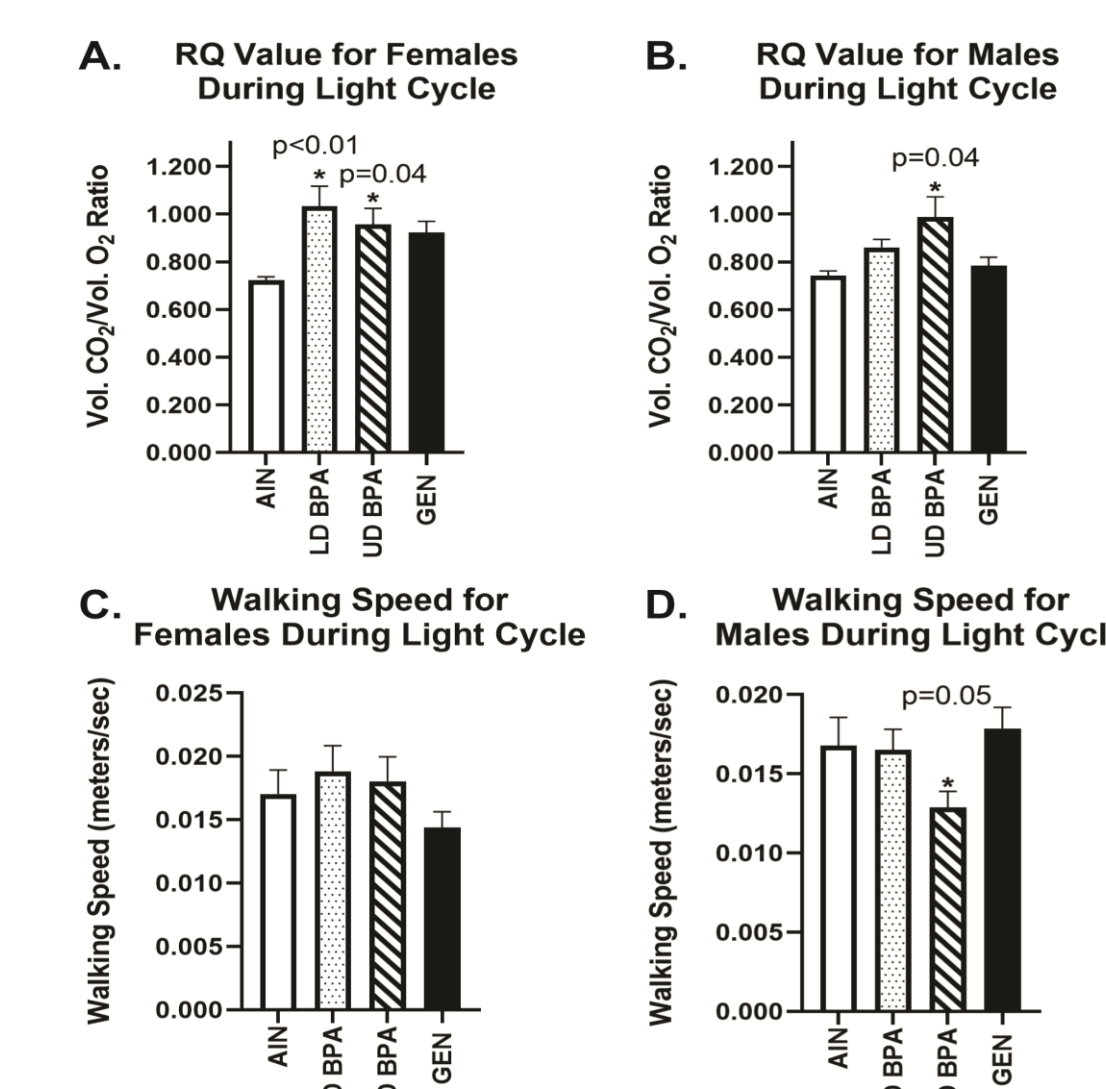 A.
RQ Value for Females
During Light Cycle
Vol. CO2/Vol. O2 Ratio
1.200
1.000
0.800
0.600
0.400
0.200
0.000
p<0.01
*
p=0.04
*
AIN
LD BPA
UD BPA
GEN
B.
RQ Value for Males
During Light Cycle
Vol. CO2/Vol. O2 Ratio
1.200
1.000
0.800
0.600
0.400
0.200
0.000
p=0.04
*
AIN
LD BPA
UD BPA
GEN
C.
Walking Speed for
Females During Light Cycle
Walking Speed (meters/sec)
0.025
0.020
0.015
0.010
0.005
0.000
AIN
BPA
BPA
GEN
D.
Walking Speed for
Males During Light Cycl
Walking Speed (meters/sec)
0.020
0.015
0.010
0.005
0.000
p=0.05
*
AIN
BPA
BPA
GEN